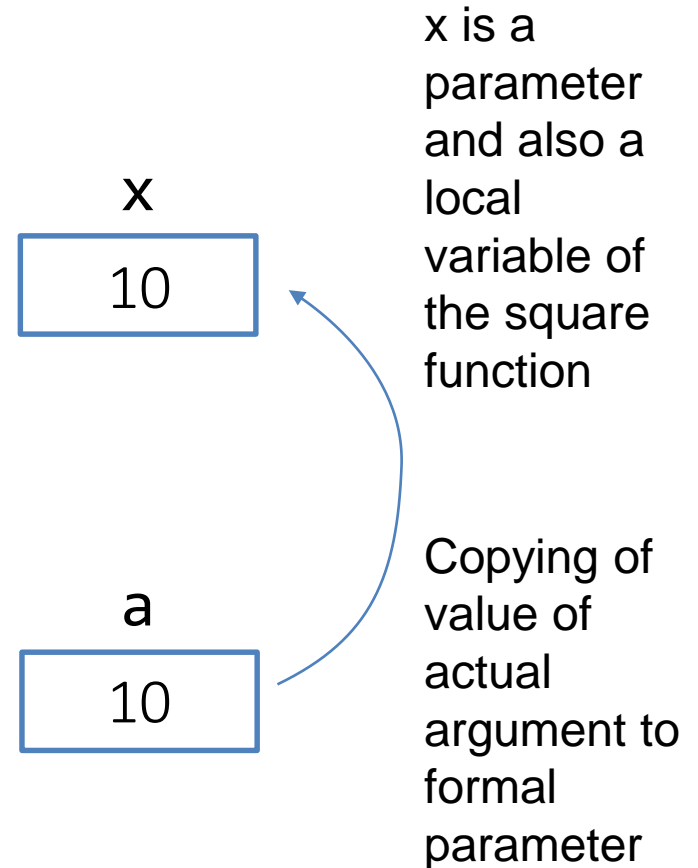 x is a
parameter
and also a
local
variable of
the square
function
x
10
Copying of
value of
actual
argument to
formal
parameter
a
10